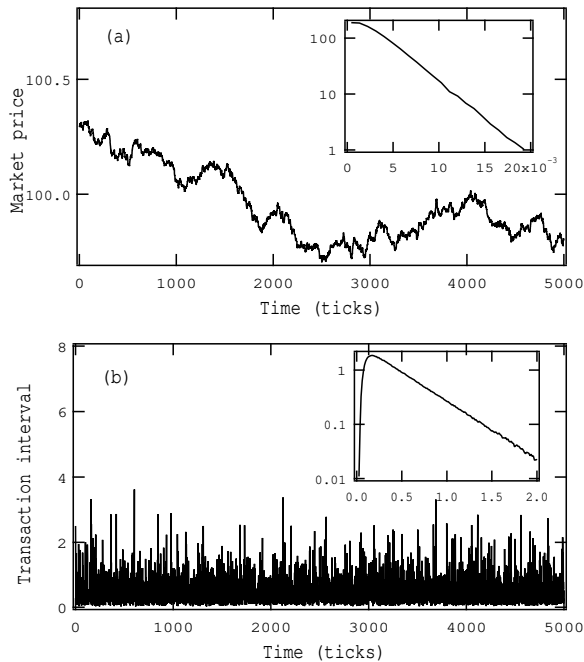 (a)
Market price
100.5
100.0
100
10
1
0 5 10 15 20x10⁻³
0 1000 2000 3000 4000 5000
Time (ticks)
(b)
Transaction interval
8
6
4
2
0
1
0.1
0.01
0.0 0.5 1.0 1.5 2.0
0 1000 2000 3000 4000 5000
Time (ticks)